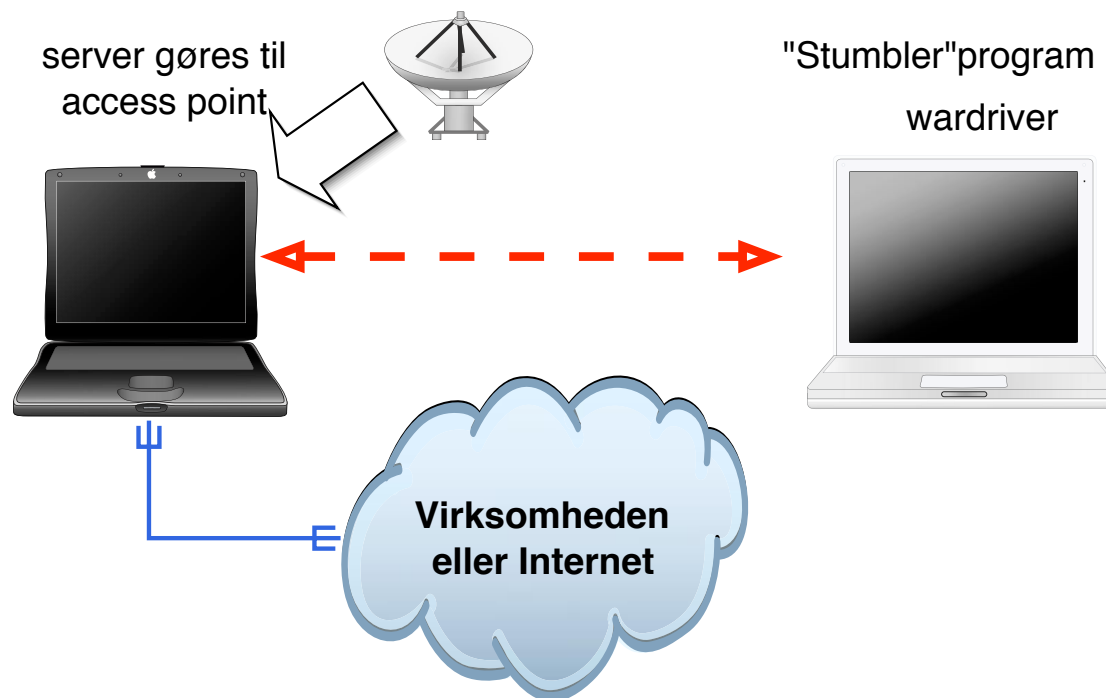 server gøres til
access point
"Stumbler"program
wardriver
Virksomheden
eller Internet